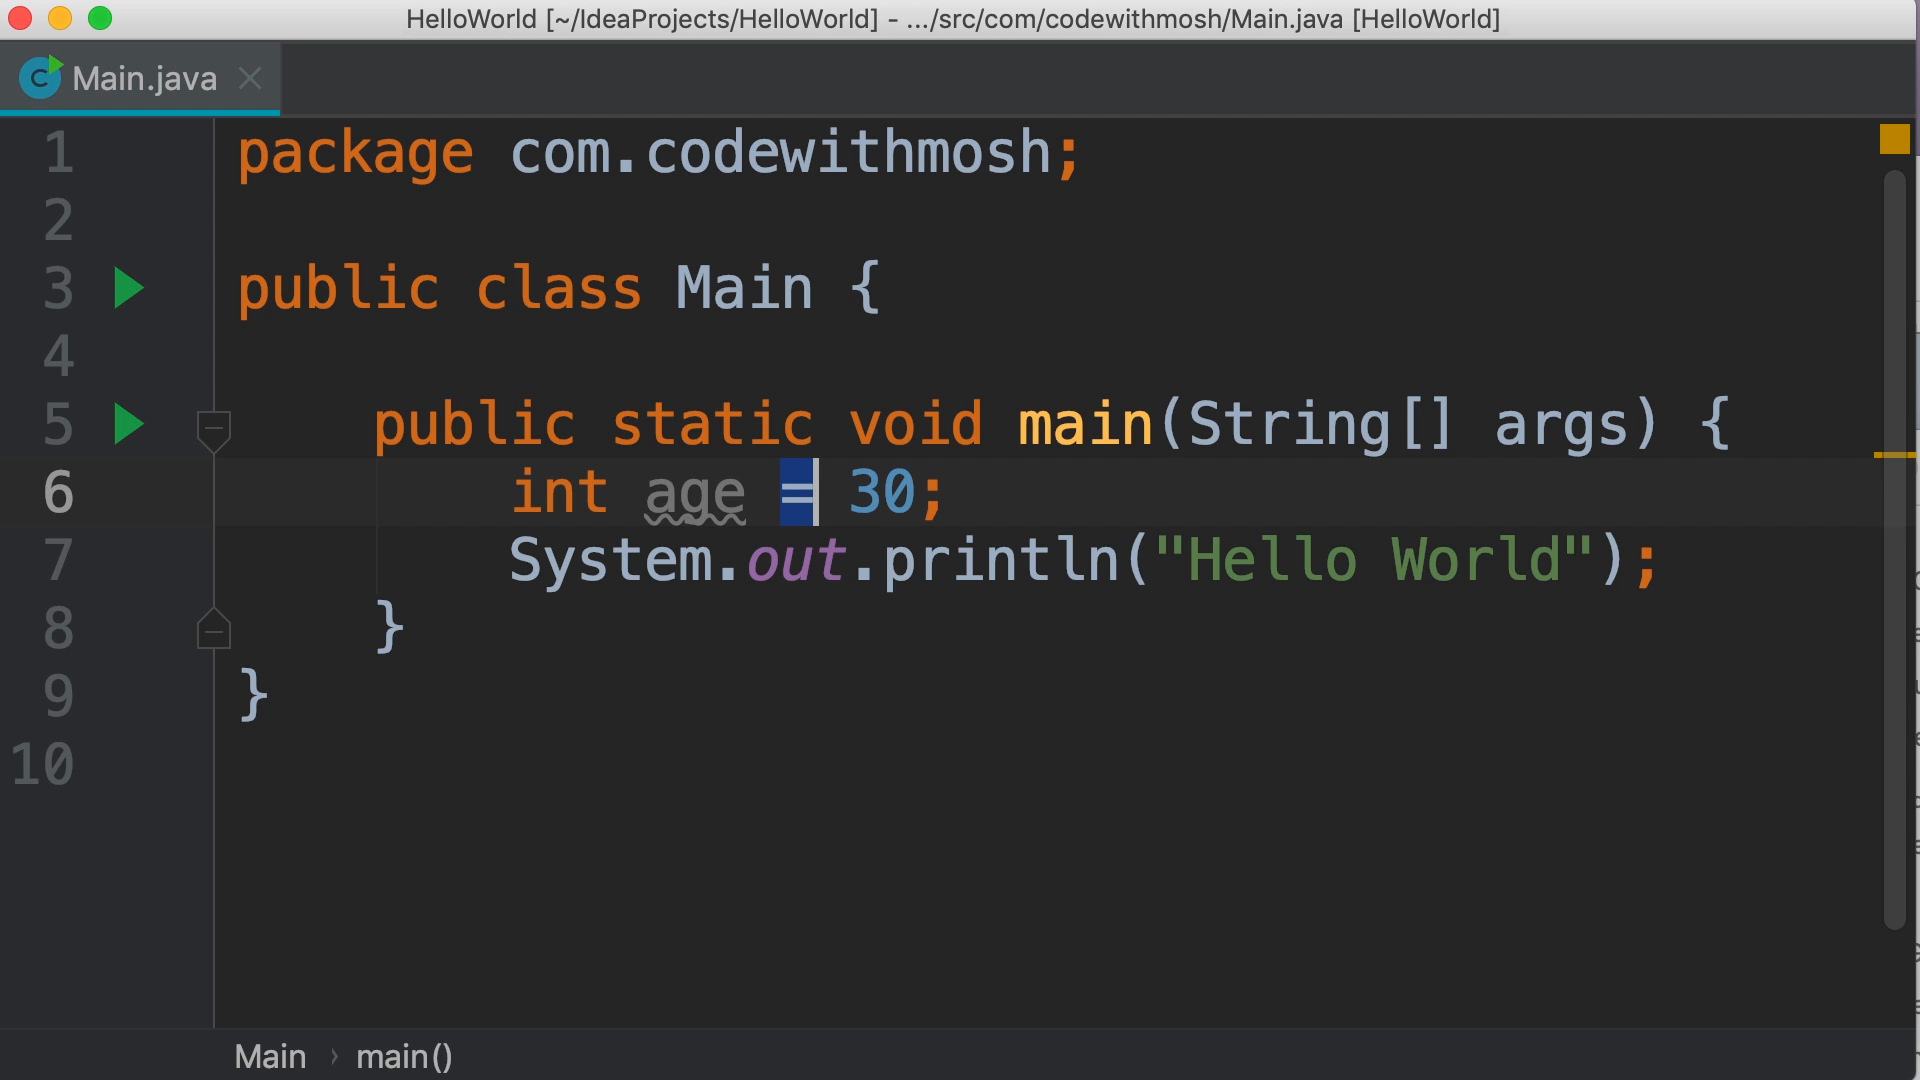 HelloWorld [~/IdeaProjects/HelloWorld] - .../src/com/codewithmosh/Main.java [HelloWorld]
C Main.java
1 package com.codewithmosh;
2
3 public class Main {
4
5     public static void main(String[] args) {
6         int age = 30;
7         System.out.println("Hello World");
8     }
9 }
10
Main › main()